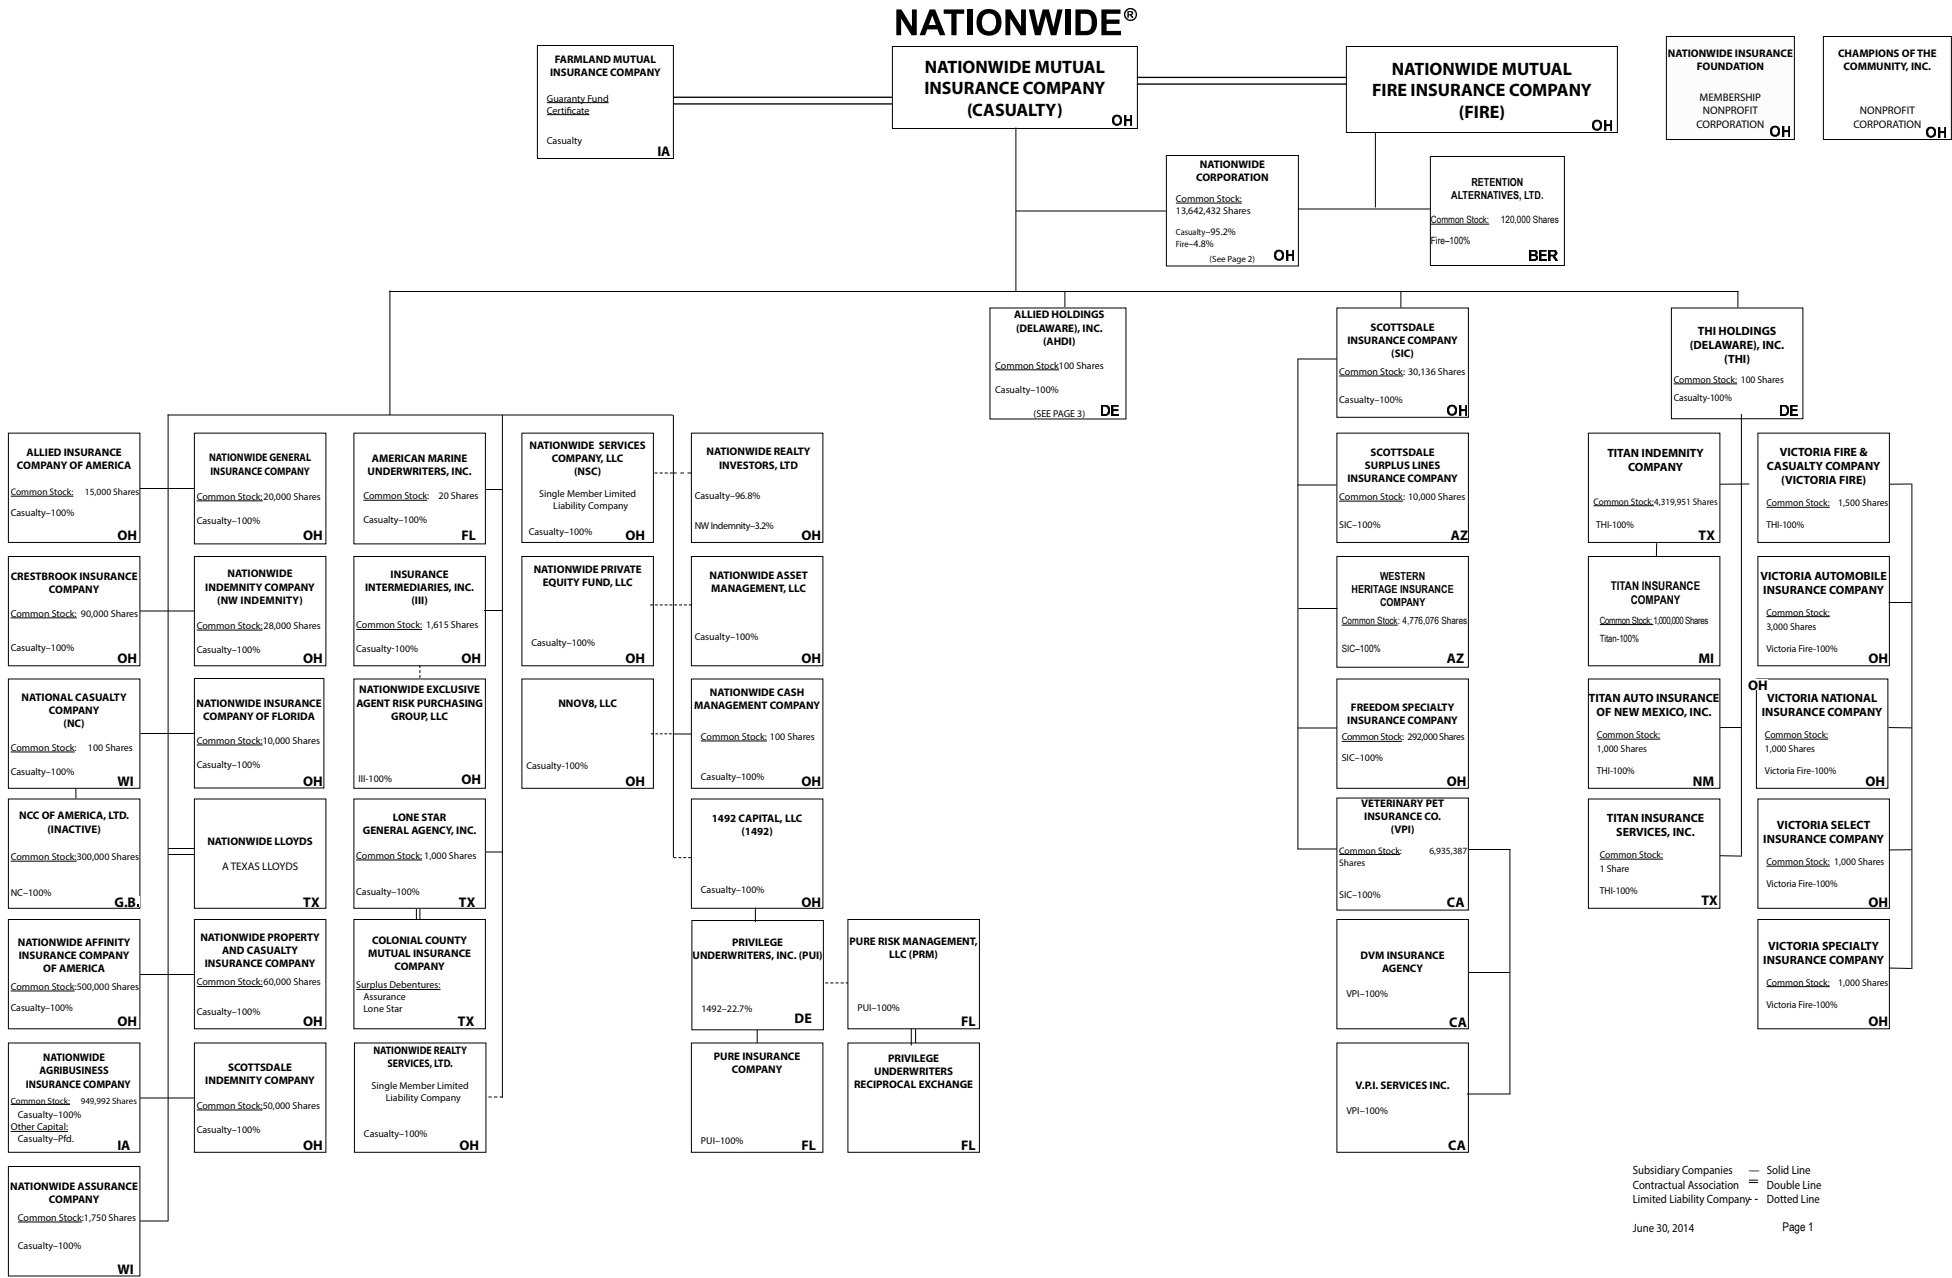 NATIONWIDE®
FARMLAND MUTUAL
INSURANCE COMPANY
Guaranty Fund
Certificate
Casualty
IA
NATIONWIDE MUTUAL
INSURANCE COMPANY
(CASUALTY)
OH
NATIONWIDE MUTUAL
FIRE INSURANCE COMPANY
(FIRE)
OH
NATIONWIDE INSURANCE
FOUNDATION
MEMBERSHIP
NONPROFIT
CORPORATION
OH
CHAMPIONS OF THE
COMMUNITY, INC.
NONPROFIT
CORPORATION
OH
NATIONWIDE
CORPORATION
Common Stock:
13,642,432 Shares
Casualty–95.2%
Fire–4.8%
(See Page 2)
OH
RETENTION
ALTERNATIVES, LTD.
Common Stock: 120,000 Shares
Fire–100%
BER
ALLIED HOLDINGS
(DELAWARE), INC.
(AHDI)
Common Stock100 Shares
Casualty–100%
(SEE PAGE 3)
DE
SCOTTSDALE
INSURANCE COMPANY
(SIC)
Common Stock: 30,136 Shares
Casualty–100%
OH
THI HOLDINGS
(DELAWARE), INC.
(THI)
Common Stock: 100 Shares
Casualty-100%
DE
ALLIED INSURANCE
COMPANY OF AMERICA
Common Stock: 15,000 Shares
Casualty–100%
OH
NATIONWIDE GENERAL
INSURANCE COMPANY
Common Stock:20,000 Shares
Casualty–100%
OH
AMERICAN MARINE
UNDERWRITERS, INC.
Common Stock: 20 Shares
Casualty–100%
FL
NATIONWIDE SERVICES
COMPANY, LLC
(NSC)
Single Member Limited
Liability Company
Casualty–100%
OH
NATIONWIDE REALTY
INVESTORS, LTD
Casualty–96.8%
NW Indemnity–3.2%
OH
SCOTTSDALE
SURPLUS LINES
INSURANCE COMPANY
Common Stock: 10,000 Shares
SIC–100%
AZ
TITAN INDEMNITY
COMPANY
Common Stock:4,319,951 Shares
THI-100%
TX
VICTORIA FIRE &
CASUALTY COMPANY
(VICTORIA FIRE)
Common Stock: 1,500 Shares
THI-100%
OH
CRESTBROOK INSURANCE
COMPANY
Common Stock: 90,000 Shares
Casualty–100%
OH
NATIONWIDE
INDEMNITY COMPANY
(NW INDEMNITY)
Common Stock:28,000 Shares
Casualty–100%
OH
INSURANCE
INTERMEDIARIES, INC.
(III)
Common Stock: 1,615 Shares
Casualty-100%
OH
NATIONWIDE PRIVATE
EQUITY FUND, LLC
Casualty–100%
OH
NATIONWIDE ASSET
MANAGEMENT, LLC
Casualty–100%
OH
WESTERN
HERITAGE INSURANCE
COMPANY
Common Stock: 4,776,076 Shares
SIC–100%
AZ
TITAN INSURANCE
COMPANY
Common Stock: 1,000,000 Shares
Titan-100%
MI
VICTORIA AUTOMOBILE
INSURANCE COMPANY
Common Stock:
3,000 Shares
Victoria Fire-100%
OH
NATIONAL CASUALTY
COMPANY
(NC)
Common Stock: 100 Shares
Casualty–100%
WI
NATIONWIDE INSURANCE
COMPANY OF FLORIDA
Common Stock:10,000 Shares
Casualty–100%
OH
NATIONWIDE EXCLUSIVE
AGENT RISK PURCHASING
GROUP, LLC
III-100%
OH
NNOV8, LLC
Casualty-100%
OH
NATIONWIDE CASH
MANAGEMENT COMPANY
Common Stock: 100 Shares
Casualty–100%
OH
FREEDOM SPECIALTY
INSURANCE COMPANY
Common Stock: 292,000 Shares
SIC–100%
OH
TITAN AUTO INSURANCE
OF NEW MEXICO, INC.
Common Stock:
1,000 Shares
THI-100%
NM
VICTORIA NATIONAL
INSURANCE COMPANY
Common Stock:
1,000 Shares
Victoria Fire-100%
OH
NCC OF AMERICA, LTD.
(INACTIVE)
Common Stock:300,000 Shares
NC–100%
G.B.
NATIONWIDE LLOYDS
A TEXAS LLOYDS
TX
LONE STAR
GENERAL AGENCY, INC.
Common Stock: 1,000 Shares
Casualty–100%
TX
1492 CAPITAL, LLC
(1492)
Casualty–100%
OH
VETERINARY PET
INSURANCE CO.
(VPI)
Common Stock: 6,935,387
Shares
SIC–100%
CA
TITAN INSURANCE
SERVICES, INC.
Common Stock:
1 Share
THI-100%
TX
VICTORIA SELECT
INSURANCE COMPANY
Common Stock: 1,000 Shares
Victoria Fire-100%
OH
NATIONWIDE AFFINITY
INSURANCE COMPANY
OF AMERICA
Common Stock:500,000 Shares
Casualty–100%
OH
NATIONWIDE PROPERTY
AND CASUALTY
INSURANCE COMPANY
Common Stock:60,000 Shares
Casualty–100%
OH
COLONIAL COUNTY
MUTUAL INSURANCE
COMPANY
Surplus Debentures:
Assurance
Lone Star
TX
PRIVILEGE
UNDERWRITERS, INC. (PUI)
1492–22.7%
DE
PURE RISK MANAGEMENT,
LLC (PRM)
PUI–100%
FL
DVM INSURANCE
AGENCY
VPI–100%
CA
VICTORIA SPECIALTY
INSURANCE COMPANY
Common Stock: 1,000 Shares
Victoria Fire-100%
OH
NATIONWIDE
AGRIBUSINESS
INSURANCE COMPANY
Common Stock: 949,992 Shares
Casualty–100%
Other Capital:
Casualty–Pfd.
IA
SCOTTSDALE
INDEMNITY COMPANY
Common Stock:50,000 Shares
Casualty–100%
OH
NATIONWIDE REALTY
SERVICES, LTD.
Single Member Limited
Liability Company
Casualty–100%
OH
PURE INSURANCE
COMPANY
PUI–100%
FL
PRIVILEGE
UNDERWRITERS
RECIPROCAL EXCHANGE
FL
V.P.I. SERVICES INC.
VPI–100%
CA
NATIONWIDE ASSURANCE
COMPANY
Common Stock:1,750 Shares
Casualty–100%
WI
Subsidiary Companies — Solid Line
Contractual Association = Double Line
Limited Liability Company - - Dotted Line
June 30, 2014 Page 1